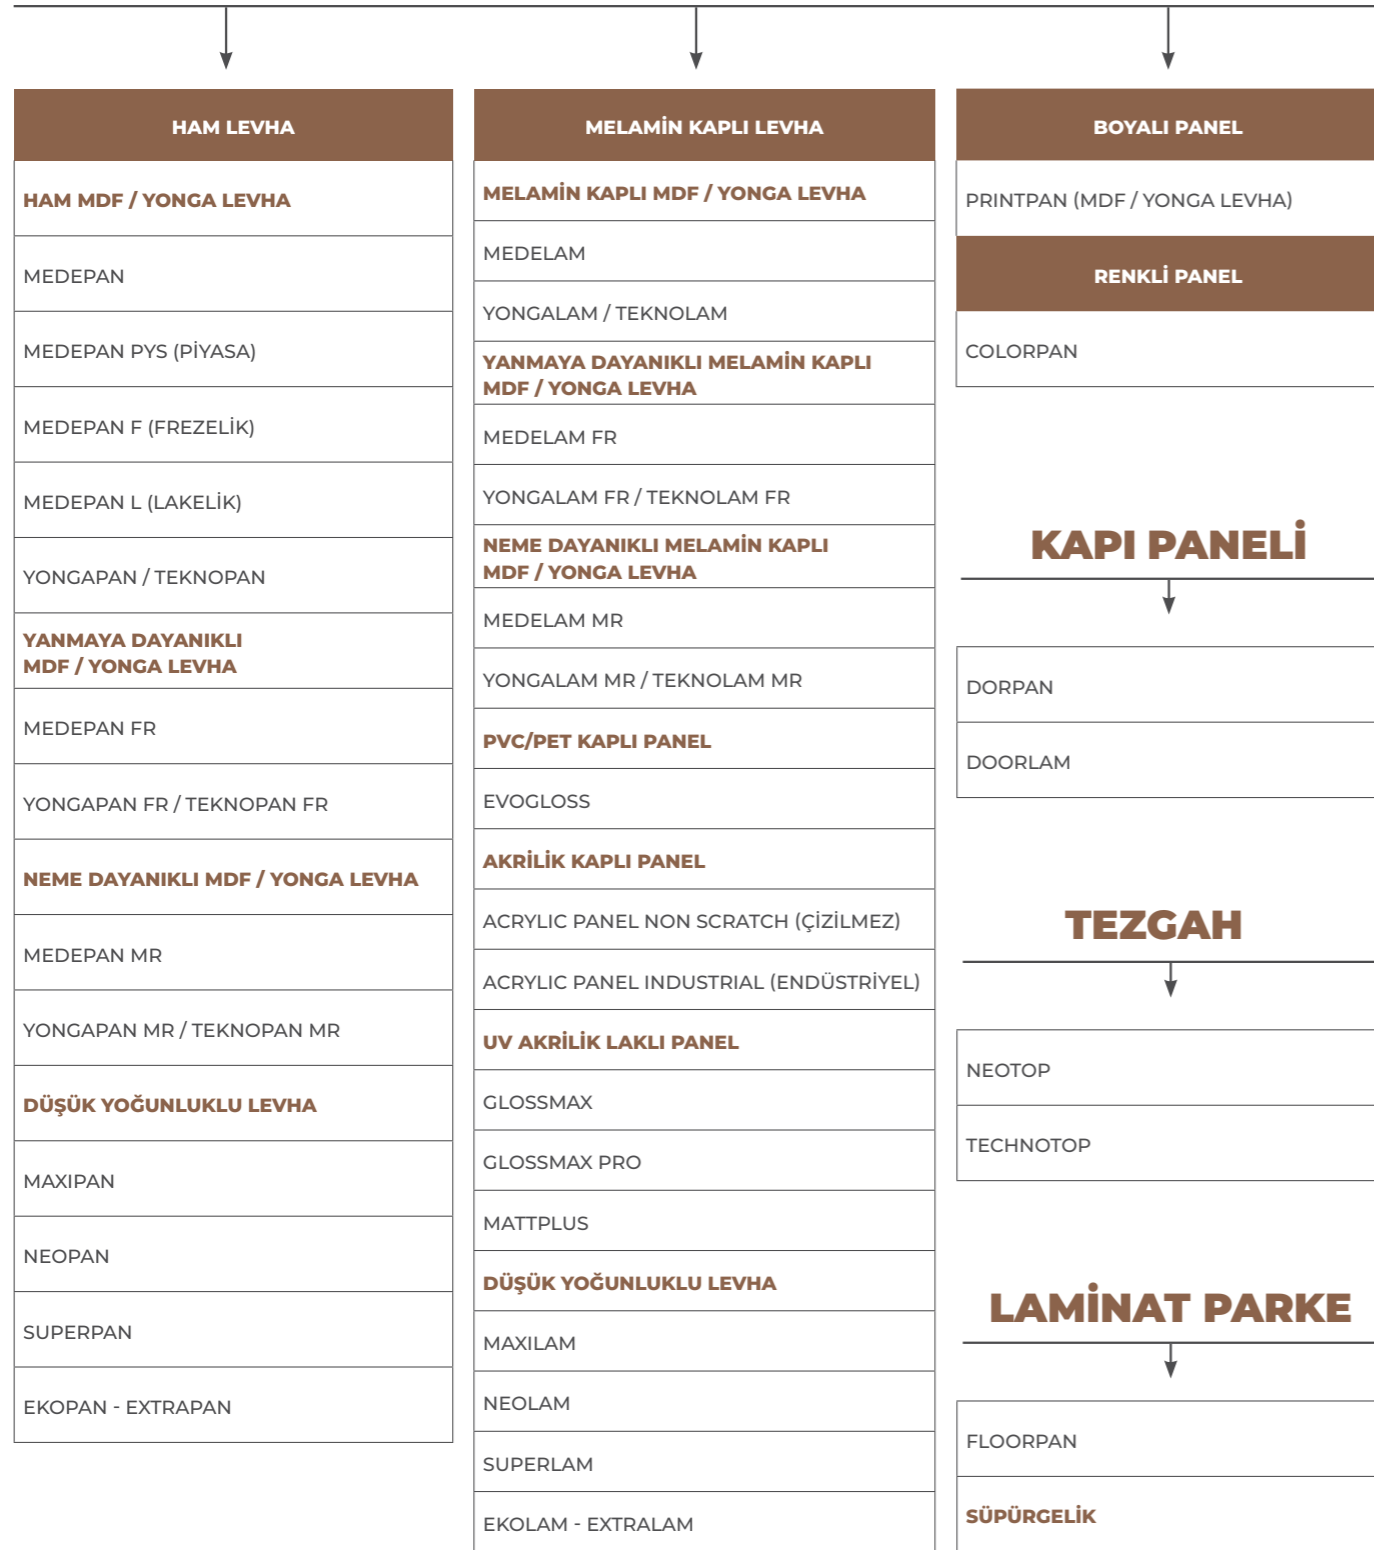 HAM LEVHA
HAM MDF / YONGA LEVHA
MEDEPAN
MEDEPAN PYS (PİYASA)
MEDEPAN F (FREZELİK)
MEDEPAN L (LAKELİK)
YONGAPAN / TEKNOPAN
YANMAYA DAYANIKLI
MDF / YONGA LEVHA
MEDEPAN FR
YONGAPAN FR / TEKNOPAN FR
NEME DAYANIKLI MDF / YONGA LEVHA
MEDEPAN MR
YONGAPAN MR / TEKNOPAN MR
DÜŞÜK YOĞUNLUKLU LEVHA
MAXIPAN
NEOPAN
SUPERPAN
EKOPAN - EXTRAPAN
MELAMİN KAPLI LEVHA
MELAMİN KAPLI MDF / YONGA LEVHA
MEDELAM
YONGALAM / TEKNOLAM
YANMAYA DAYANIKLI MELAMİN KAPLI
MDF / YONGA LEVHA
MEDELAM FR
YONGALAM FR / TEKNOLAM FR
NEME DAYANIKLI MELAMİN KAPLI
MDF / YONGA LEVHA
MEDELAM MR
YONGALAM MR / TEKNOLAM MR
PVC/PET KAPLI PANEL
EVOGLOSS
AKRİLİK KAPLI PANEL
ACRYLIC PANEL NON SCRATCH (ÇİZİLMEZ)
ACRYLIC PANEL INDUSTRIAL (ENDÜSTRİYEL)
UV AKRİLİK LAKLI PANEL
GLOSSMAX
GLOSSMAX PRO
MATTPLUS
DÜŞÜK YOĞUNLUKLU LEVHA
MAXILAM
NEOLAM
SUPERLAM
EKOLAM - EXTRALAM
BOYALI PANEL
PRINTPAN (MDF / YONGA LEVHA)
RENKLİ PANEL
COLORPAN
KAPI PANELİ
DORPAN
DOORLAM
TEZGAH
NEOTOP
TECHNOTOP
LAMİNAT PARKE
FLOORPAN
SÜPÜRGELİK